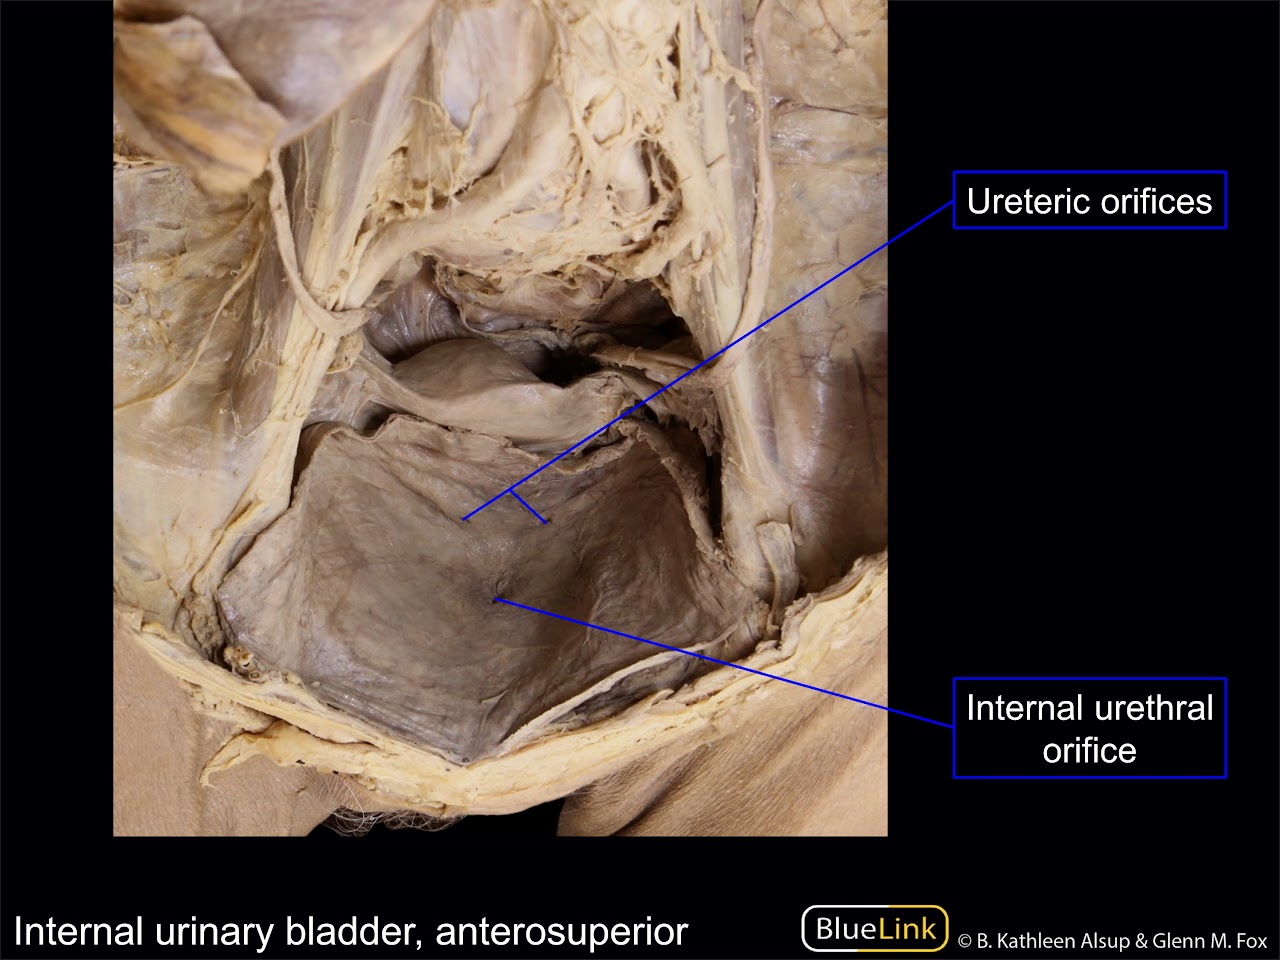 Ureteric orifices
Internal urethral
orifice
Internal urinary bladder, anterosuperior
BlueLink
© B. Kathleen Alsup & Glenn M. Fox